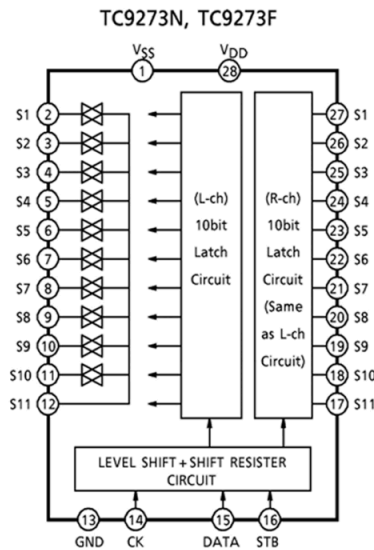 TC9273N, TC9273F
VSS VDD
1 28
S1 2 27 S1
S2 3 26 S2
S3 4 25 S3
S4 5 24 S4
S5 6 23 S5
S6 7 22 S6
S7 8 21 S7
S8 9 20 S8
S9 10 19 S9
S10 11 18 S10
S11 12 17 S11
(L-ch)
10bit
Latch
Circuit
(R-ch)
10bit
Latch
Circuit
(Same
as L-ch
Circuit)
LEVEL SHIFT + SHIFT RESISTER
CIRCUIT
13 14 15 16
GND CK DATA STB